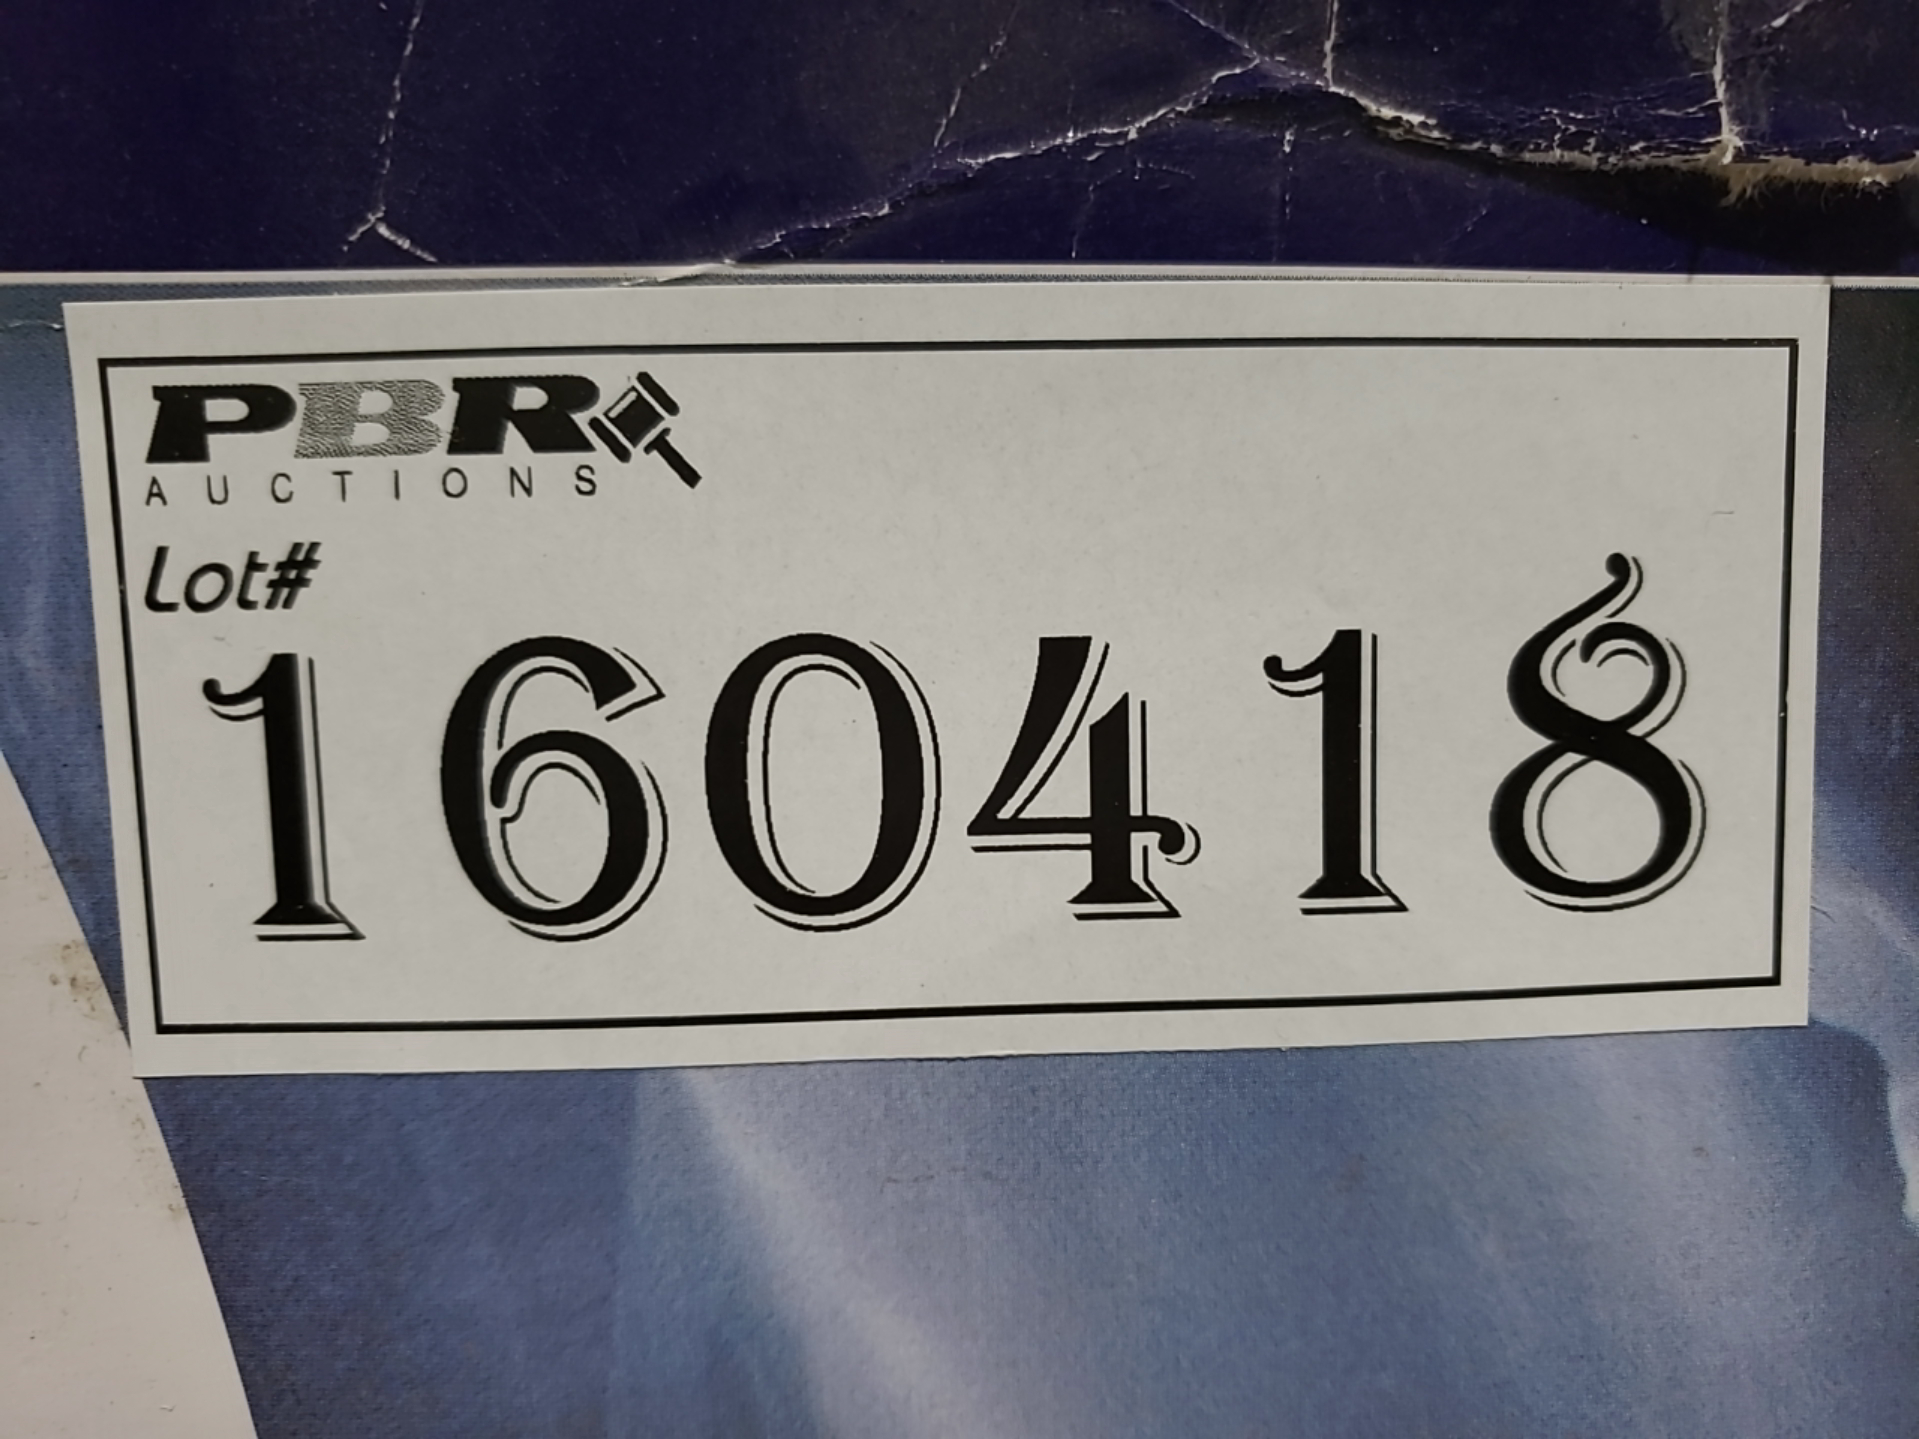 PBR
AUCTIONS
Lot#
160418